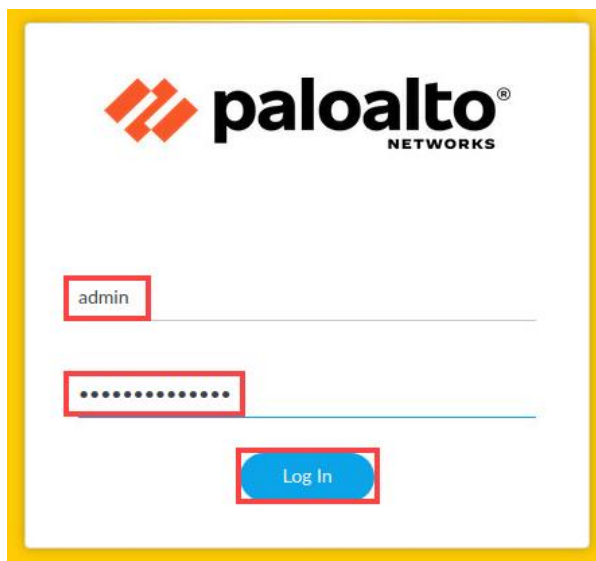 paloalto®
NETWORKS
admin
••••••••••••••
Log In